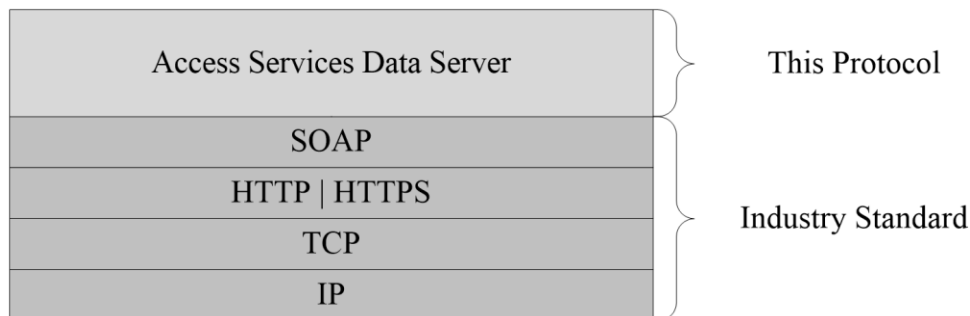 Access Services Data Server
This Protocol
SOAP
HTTP | HTTPS
TCP
IP
Industry Standard